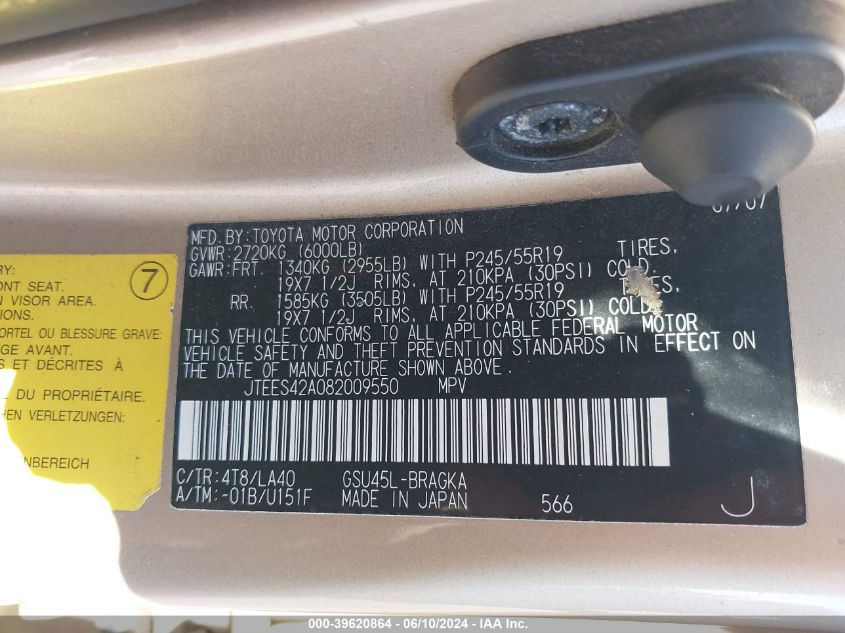 07/07
MFD. BY: TOYOTA MOTOR CORPORATION
GVWR: 2720KG (6000LB)
GAWR: FRT. 1340KG (2955LB) WITH P245/55R19 TIRES,
19X7 1/2J RIMS, AT 210KPA (30PSI) COLD.
RR. 1585KG (3505LB) WITH P245/55R19 TIRES,
19X7 1/2J RIMS, AT 210KPA (30PSI) COLD.
THIS VEHICLE CONFORMS TO ALL APPLICABLE FEDERAL MOTOR
VEHICLE SAFETY AND THEFT PREVENTION STANDARDS IN EFFECT ON
THE DATE OF MANUFACTURE SHOWN ABOVE.
JTEES42A082009550 MPV
C/TR: 4T8/LA40 GSU45L-BRAGKA
A/TM: -01B/U151F MADE IN JAPAN 566 J
7
RY:
ONT SEAT.
N VISOR AREA.
IONS.
ORTEL OU BLESSURE GRAVE:
GE AVANT.
S ET DÉCRITES À
L DU PROPRIÉTAIRE.
HEN VERLETZUNGEN:
NBEREICH
000-39620864 - 06/10/2024 - IAA Inc.